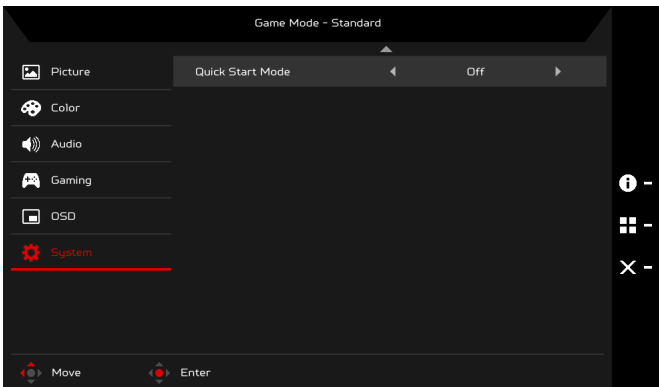 Game Mode - Standard
Picture
Quick Start Mode Off
Color
Audio
Gaming
OSD
System
Move Enter